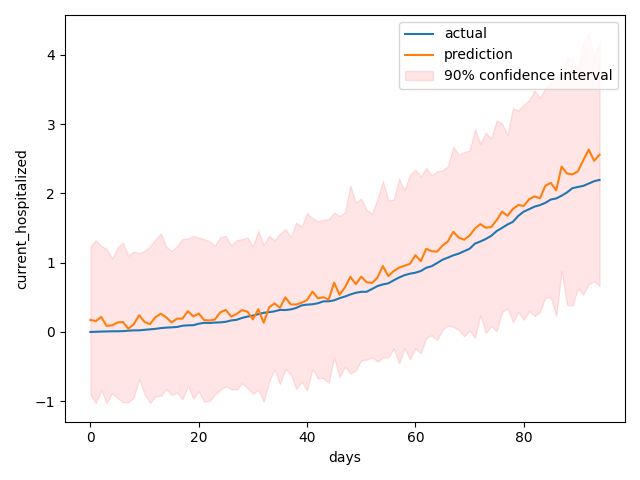 actual
prediction
90% confidence interval
4
3
2
1
0
−1
current_hospitalized
0
20
40
60
80
days